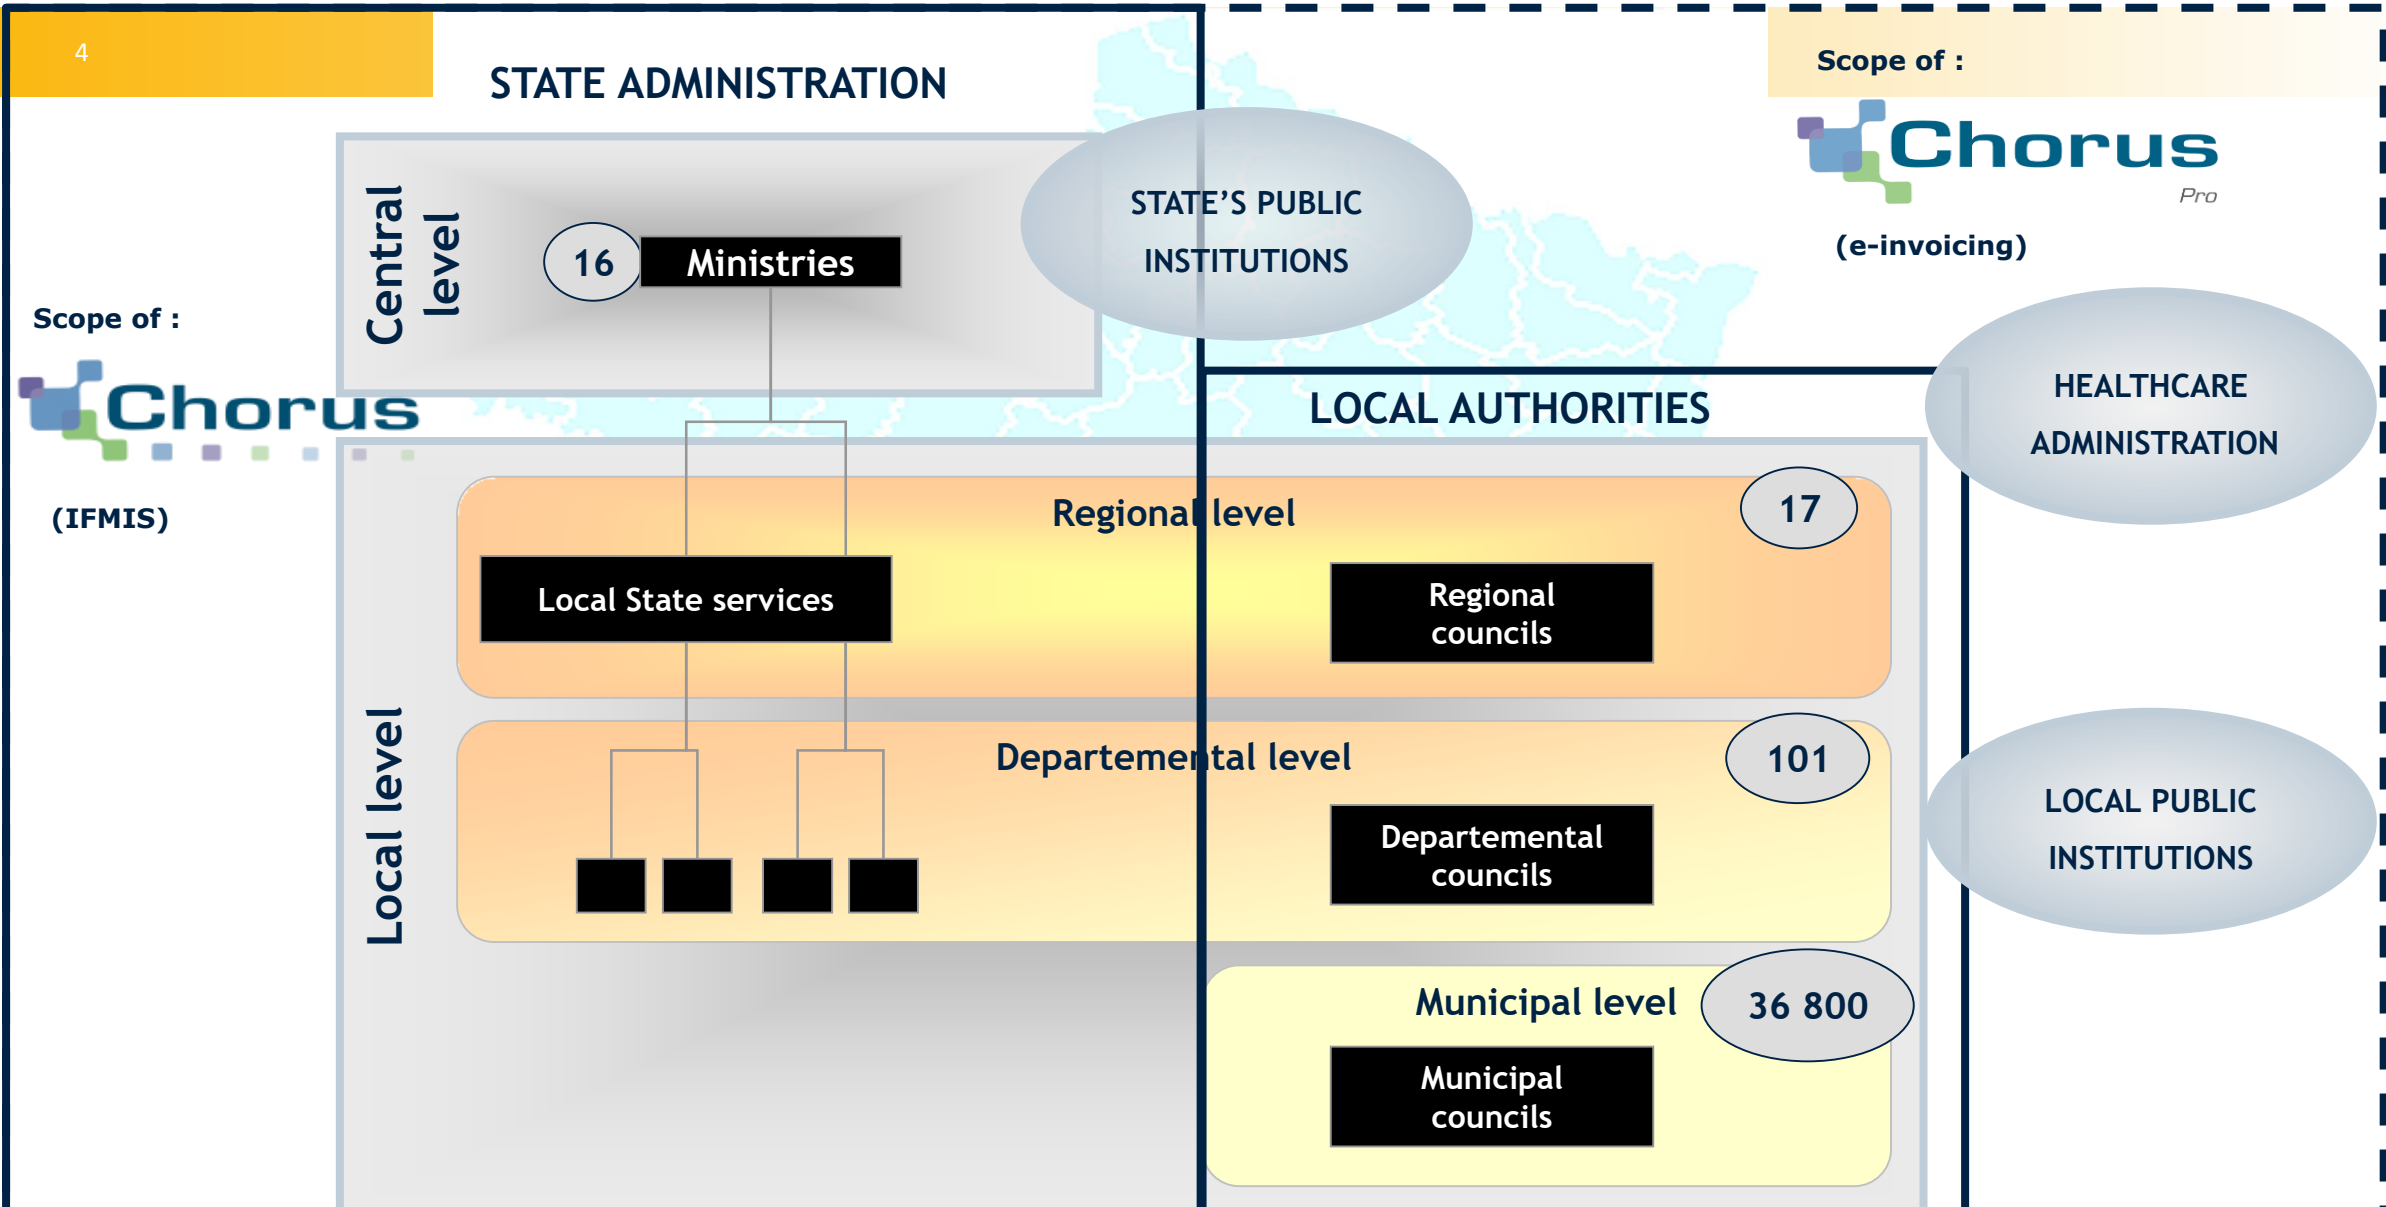 4
STATE ADMINISTRATION
Scope of :
Chorus
Pro
(e-invoicing)
Central
level
16
Ministries
STATE’S PUBLIC
INSTITUTIONS
Scope of :
Chorus
(IFMIS)
HEALTHCARE
ADMINISTRATION
LOCAL AUTHORITIES
Local level
Regional level
17
Local State services
Regional
councils
Departemental level
101
Departemental
councils
LOCAL PUBLIC
INSTITUTIONS
Municipal level
36 800
Municipal
councils